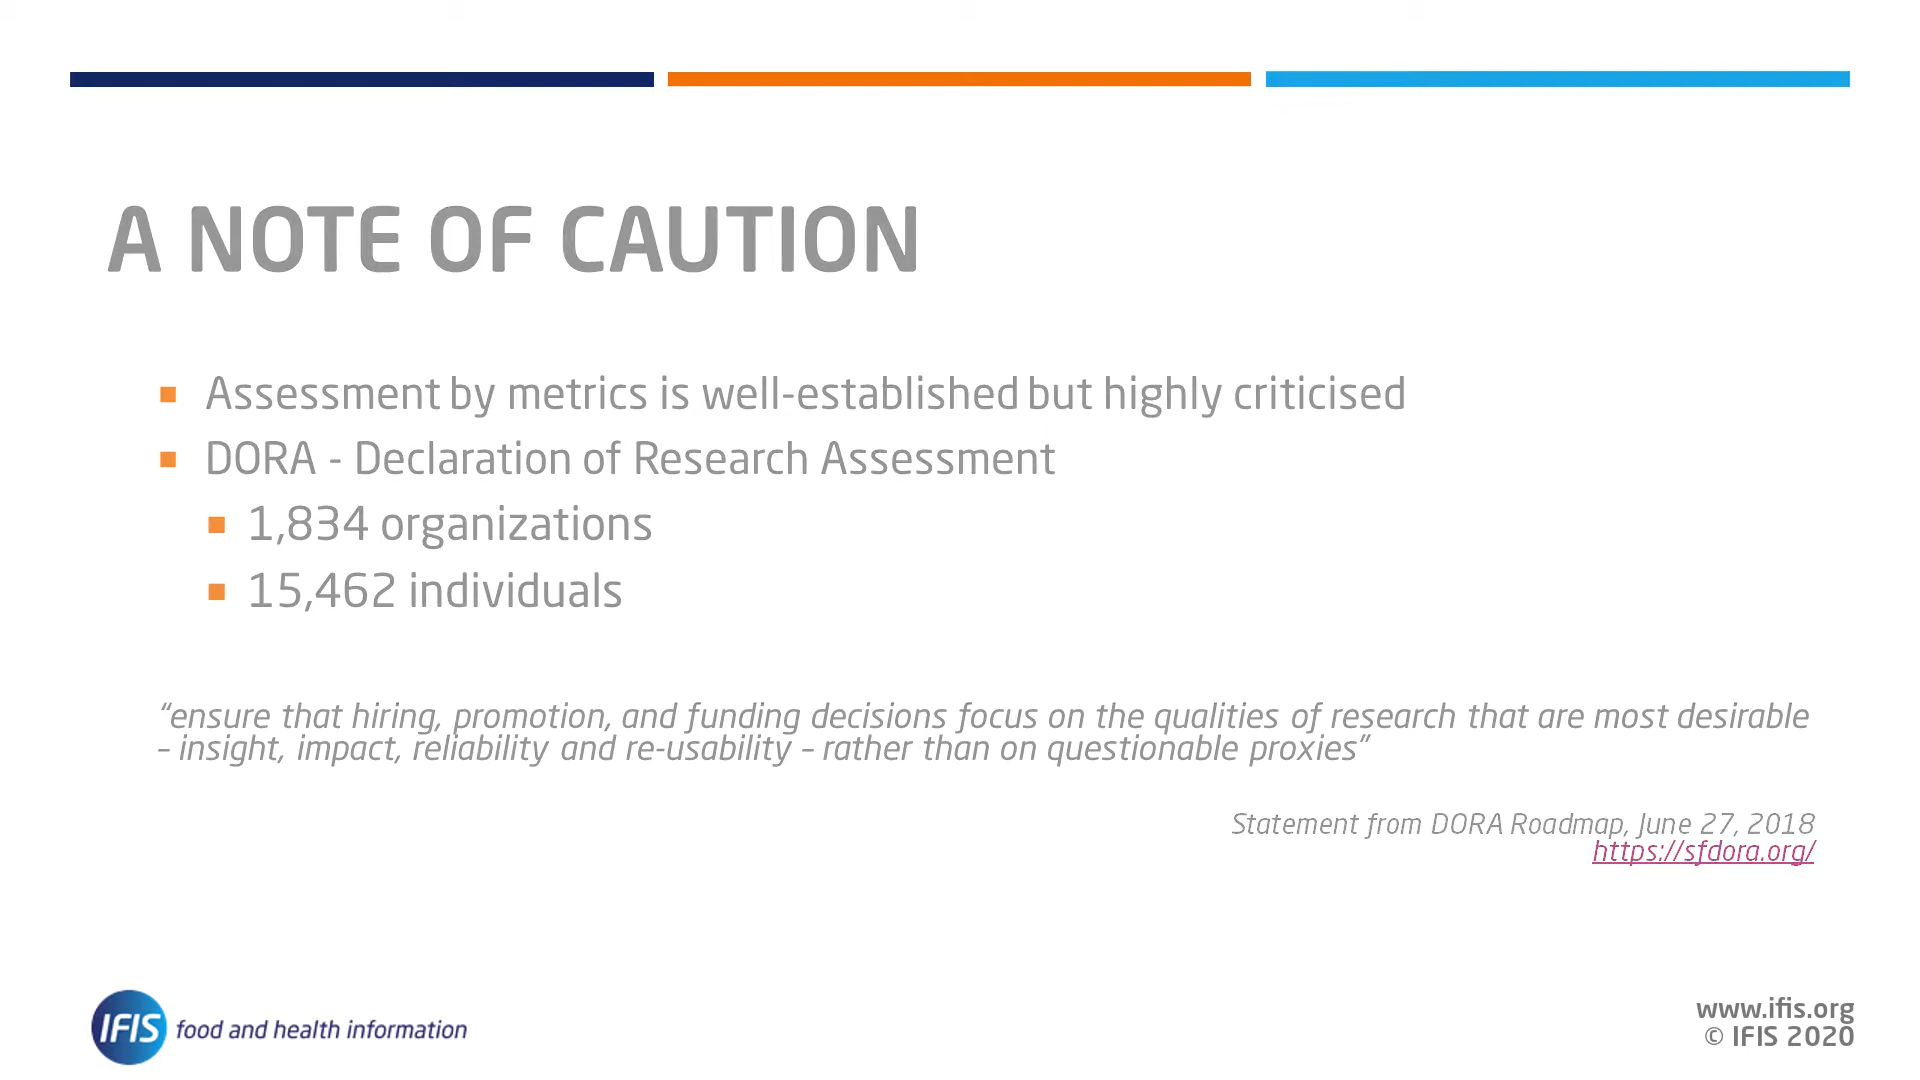 A NOTE OF CAUTION
Assessment by metrics is well-established but highly criticised
DORA - Declaration of Research Assessment
1,834 organizations
15,462 individuals
“ensure that hiring, promotion, and funding decisions focus on the qualities of research that are most desirable
– insight, impact, reliability and re-usability – rather than on questionable proxies”
Statement from DORA Roadmap, June 27, 2018
https://sfdora.org/
IFIS food and health information
www.ifis.org
© IFIS 2020